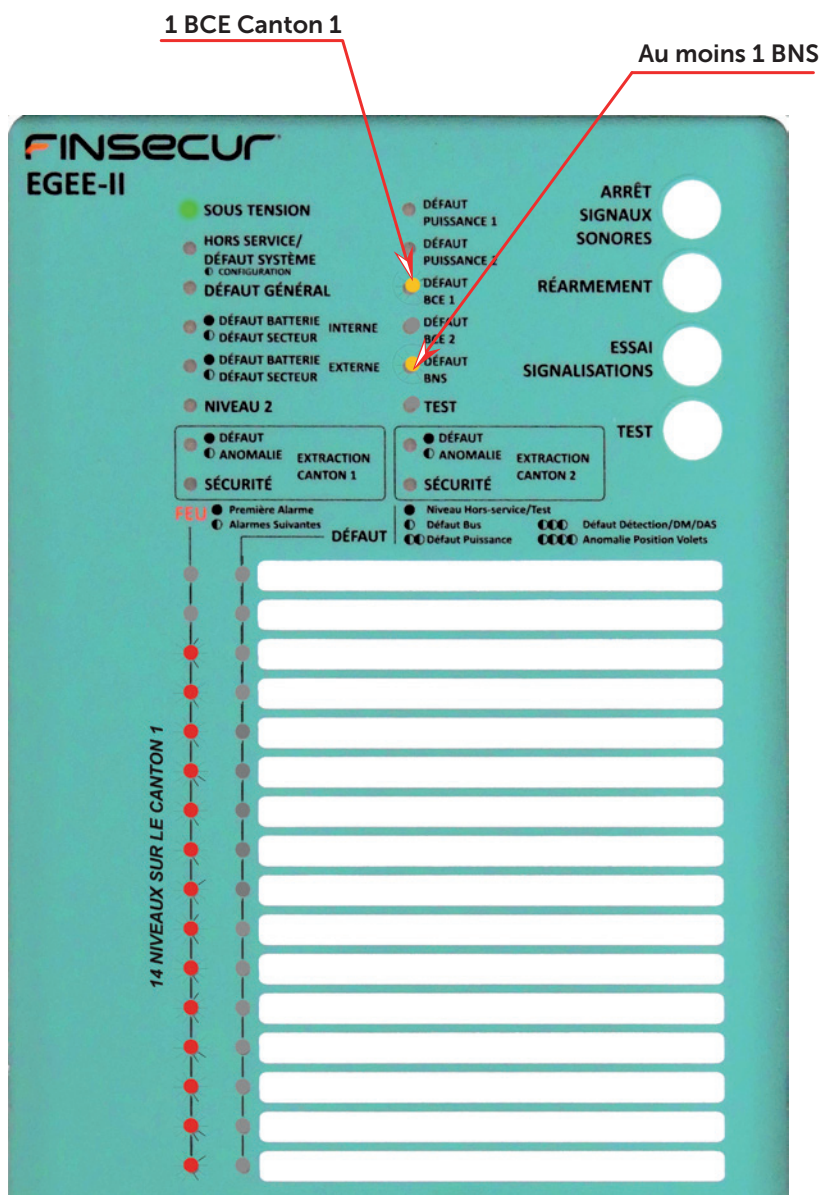 1 BCE Canton 1
Au moins 1 BNS
FINSECUR
EGEE-II
SOUS TENSION
HORS SERVICE/
DÉFAUT SYSTÈME
CONFIGURATION
DÉFAUT GÉNÉRAL
DÉFAUT BATTERIE
DÉFAUT SECTEUR
INTERNE
DÉFAUT BATTERIE
DÉFAUT SECTEUR
EXTERNE
NIVEAU 2
DÉFAUT
PUISSANCE 1
DÉFAUT
PUISSANCE 2
DÉFAUT
BCE 1
DÉFAUT
BCE 2
DÉFAUT
BNS
TEST
ARRÊT
SIGNAUX
SONORES
RÉARMEMENT
ESSAI
SIGNALISATIONS
TEST
DÉFAUT
ANOMALIE
EXTRACTION
CANTON 1
SÉCURITÉ
DÉFAUT
ANOMALIE
EXTRACTION
CANTON 2
SÉCURITÉ
FEU
Première Alarme
Alarmes Suivantes
DÉFAUT
Niveau Hors-service/Test
Défaut Bus
Défaut Puissance
Défaut Détection/DM/DAS
Anomalie Position Volets
14 NIVEAUX SUR LE CANTON 1